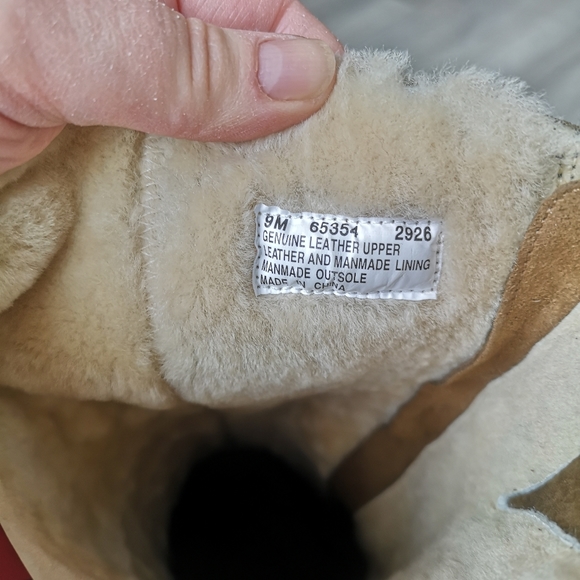 9M 65354 2926
GENUINE LEATHER UPPER
LEATHER AND MANMADE LINING
MANMADE OUTSOLE
MADE IN CHINA